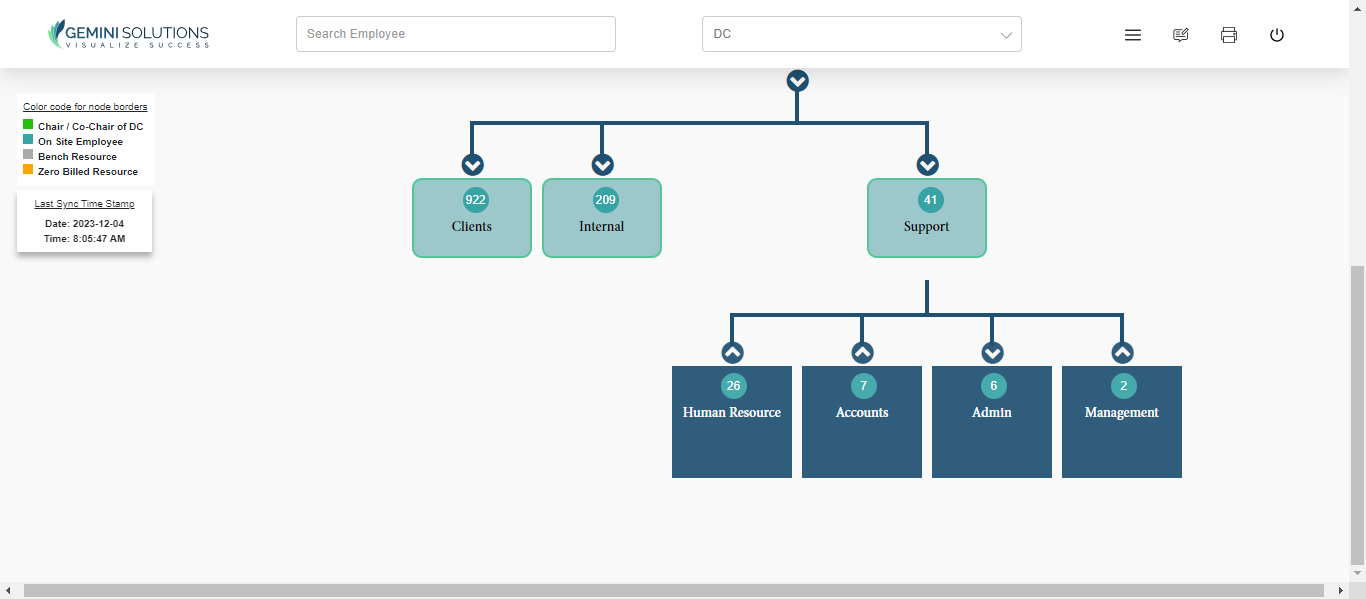 GEMINI SOLUTIONS
VISUALIZE SUCCESS
Search Employee
DC
Color code for node borders
Chair / Co-Chair of DC
On Site Employee
Bench Resource
Zero Billed Resource
Last Sync Time Stamp
Date: 2023-12-04
Time: 8:05:47 AM
922
Clients
209
Internal
41
Support
26
Human Resource
7
Accounts
6
Admin
2
Management